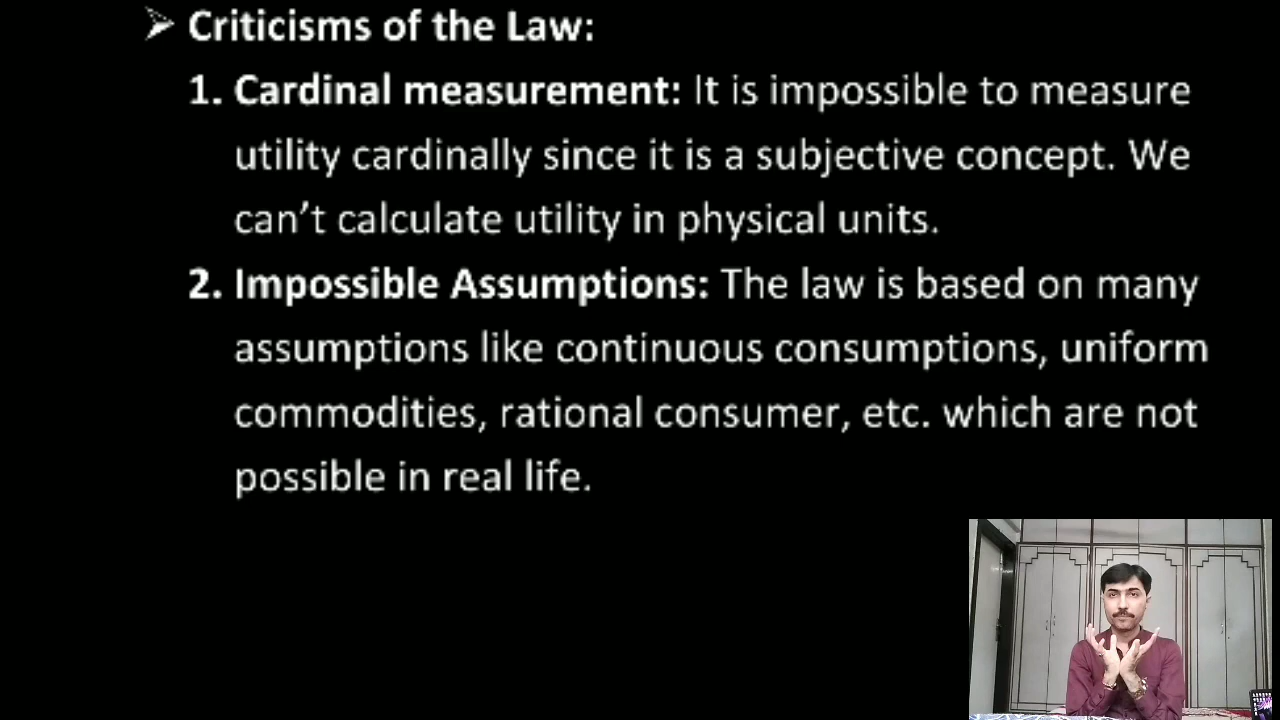 ➢ Criticisms of the Law:
1. Cardinal measurement: It is impossible to measure
utility cardinally since it is a subjective concept. We
can’t calculate utility in physical units.
2. Impossible Assumptions: The law is based on many
assumptions like continuous consumptions, uniform
commodities, rational consumer, etc. which are not
possible in real life.